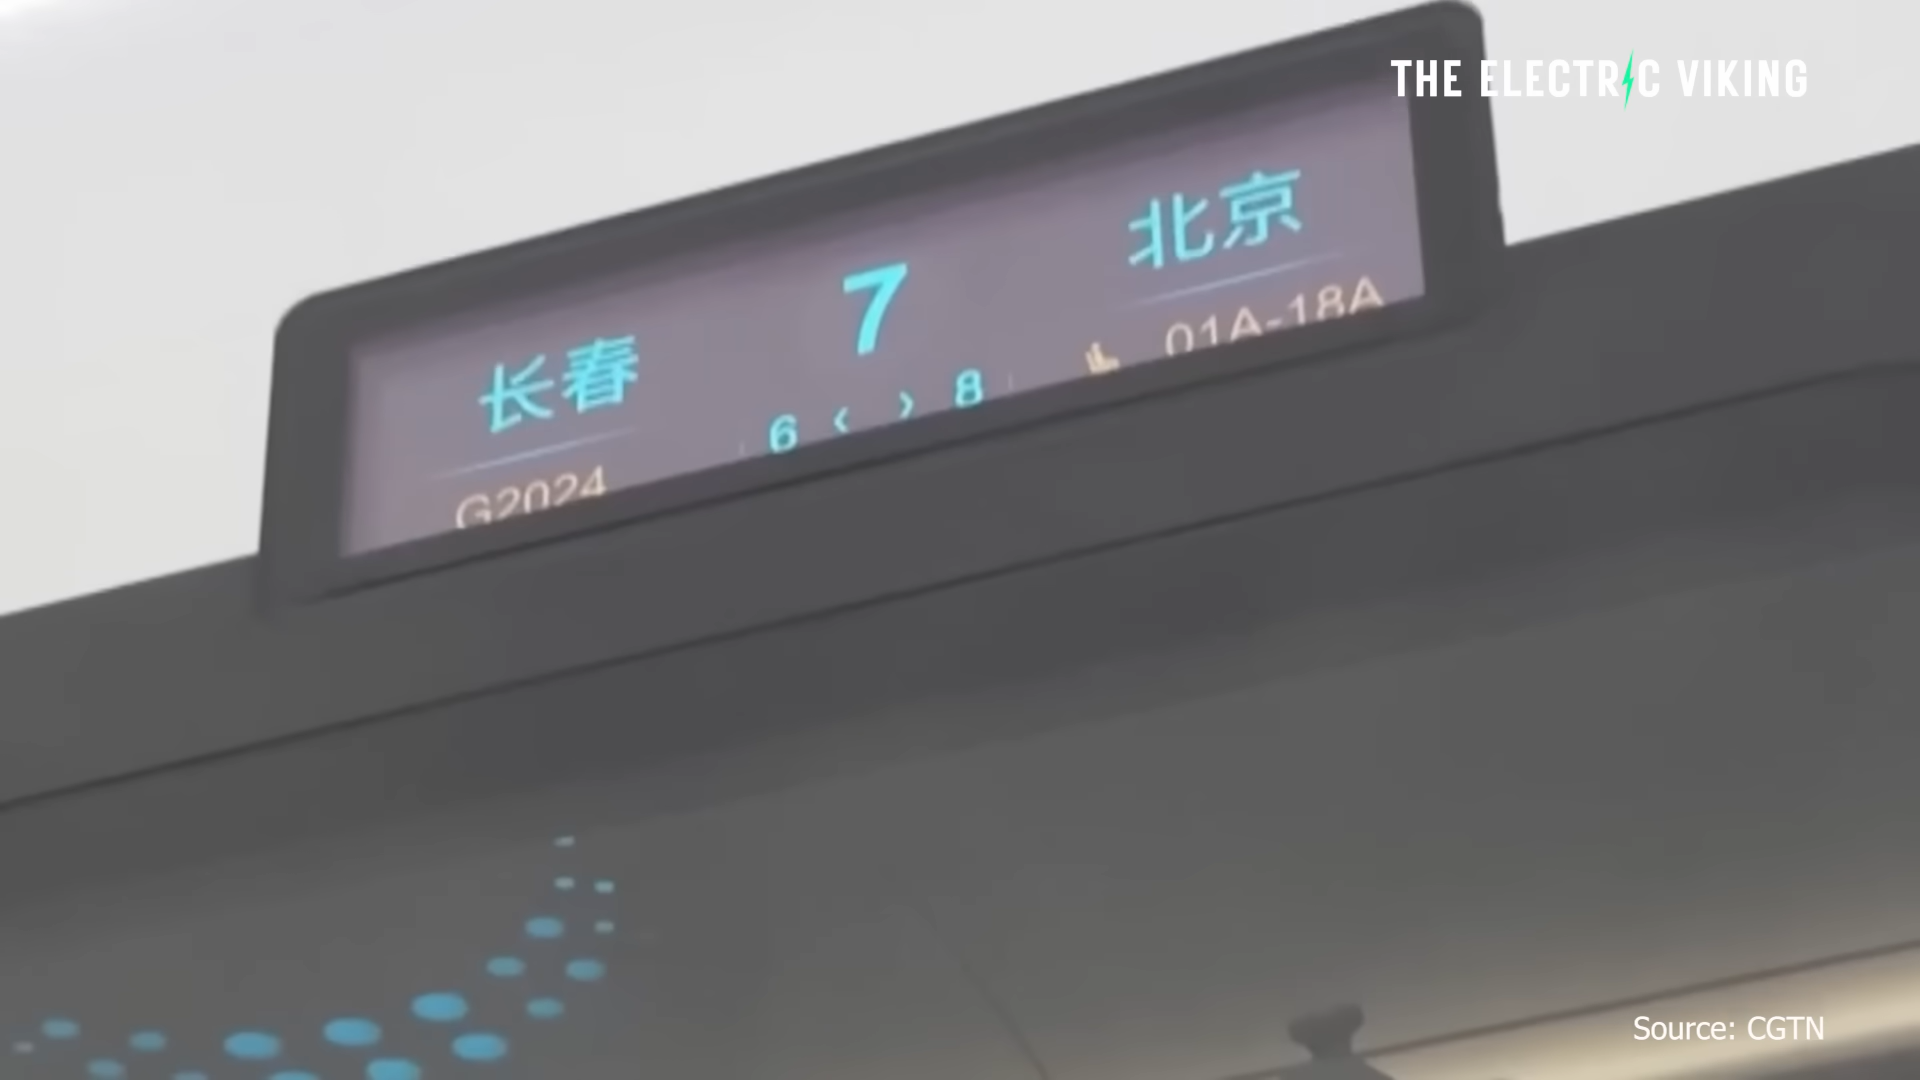 THE ELECTRIC VIKING
长春 7 北京
G2024 6 ‹ › 8 01A-18A
Source: CGTN